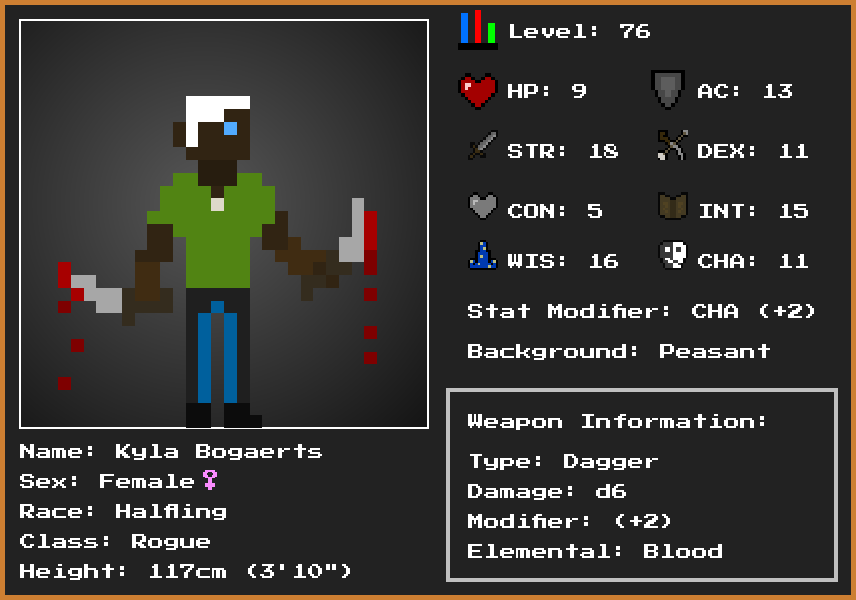 Level: 76
HP: 9 AC: 13
STR: 18 DEX: 11
CON: 5 INT: 15
WIS: 16 CHA: 11
Stat Modifier: CHA (+2)
Background: Peasant
Weapon Information:
Type: Dagger
Damage: d6
Modifier: (+2)
Elemental: Blood
Name: Kyla Bogaerts
Sex: Female♀
Race: Halfling
Class: Rogue
Height: 117cm (3'10")